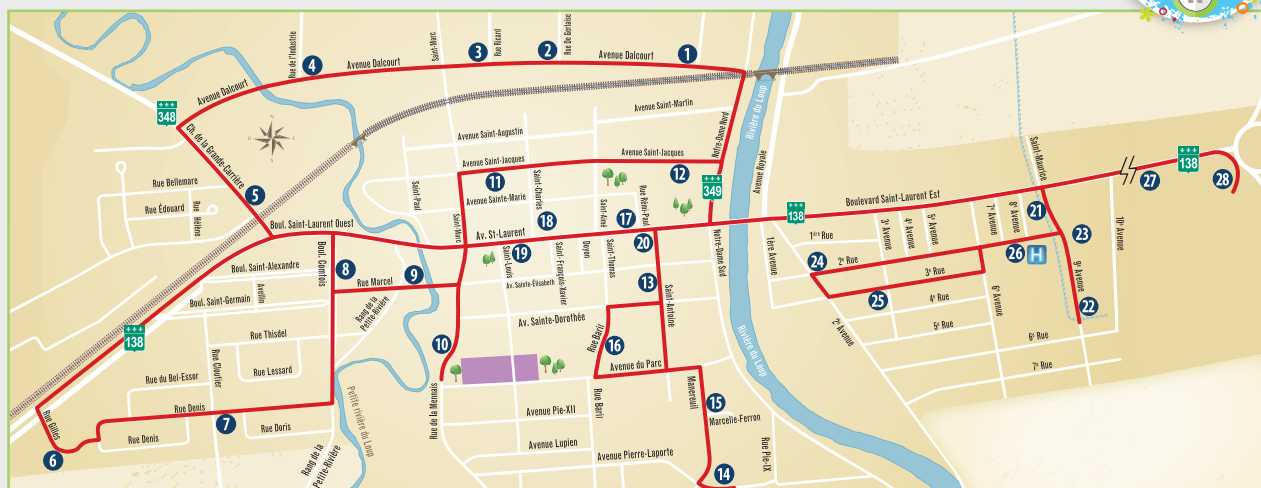 Rue de l'Industrie
4
Avenue Dalcourt
Saint-Marc
3
Rue Ricard
2
Rue De Gerlaise
Avenue Dalcourt
1
Avenue Dalcourt
348
Ch. de la Grande-Carrière
N
E
S
O
Rivière du Loup
Avenue Saint-Martin
Avenue Saint-Augustin
Notre-Dame Nord
Avenue Royale
Saint-Maurice
138
27
28
Avenue Saint-Jacques
Avenue Saint-Jacques
11
12
349
Rue Bellemare
5
Rue Édouard
Rue Hélène
Saint-Paul
Avenue Sainte-Marie
Saint-Charles
18
Saint-Aimé
17
Rue Rémi-Paul
Saint-Marc
Boulevard Saint-Laurent Est
138
3e Avenue
4e Avenue
5e Avenue
7e Avenue
8e Avenue
21
10e Avenue
Boul. Saint-Laurent Ouest
Av. St-Laurent
19
20
1ère Rue
23
26
H
Boul. Comtois
8
9
Rue Marcel
Boul. Saint-Alexandre
Avellin
Boul. Saint-Germain
Rang de la
Petite-Rivière
Saint-Louis
Saint-François-Xavier
Doyon
Saint-Thomas
Av. Sainte-Élisabeth
13
Saint-Antoine
Notre-Dame Sud
1ère Avenue
24
2e Rue
3e Rue
25
4e Rue
5e Rue
6e Avenue
9e Avenue
22
6e Rue
7e Rue
2e Avenue
138
Rue Thisdel
Rue Cloutier
Rue Lessard
Rue du Bel-Essor
10
Av. Sainte-Dorothée
Rue Baril
16
Avenue du Parc
Rivière du Loup
Rue Gilles
6
Rue Denis
Rue Denis
7
Rue Doris
Petite rivière du Loup
Rang de la
Petite-Rivière
Rue de la Mennais
Avenue Pie-XII
Rue Baril
Avenue Lupien
Avenue Pierre-Laporte
Manereuil
15
Marcelle-Ferron
14
Rue Pie-IX